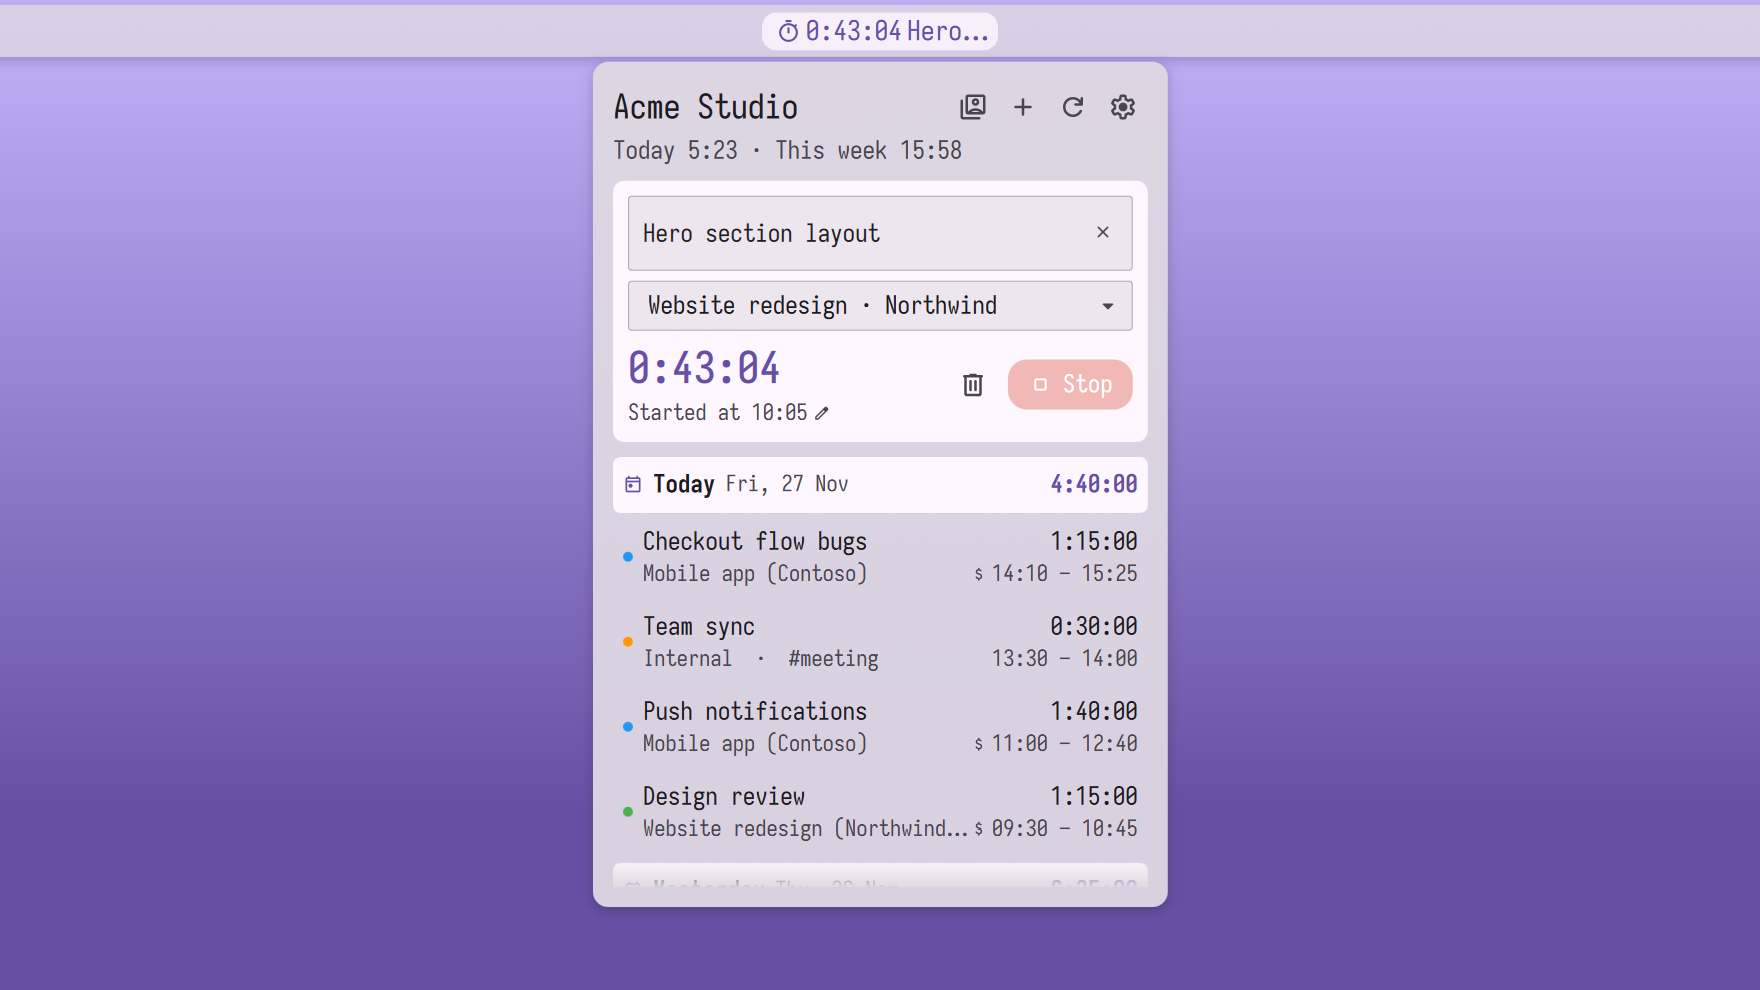 0:43:04 Hero...
Acme Studio
Today 5:23 · This week 15:58
Hero section layout
Website redesign · Northwind
0:43:04
Stop
Started at 10:05
Today Fri, 27 Nov 4:40:00
Checkout flow bugs 1:15:00
Mobile app (Contoso) $ 14:10 – 15:25
Team sync 0:30:00
Internal · #meeting 13:30 – 14:00
Push notifications 1:40:00
Mobile app (Contoso) $ 11:00 – 12:40
Design review 1:15:00
Website redesign (Northwind... $ 09:30 – 10:45